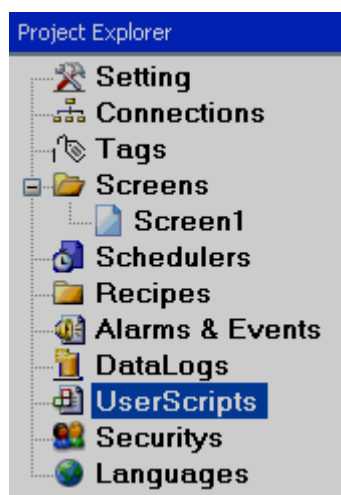 Project Explorer
Setting
Connections
Tags
Screens
Screen1
Schedulers
Recipes
Alarms & Events
DataLogs
UserScripts
Securitys
Languages